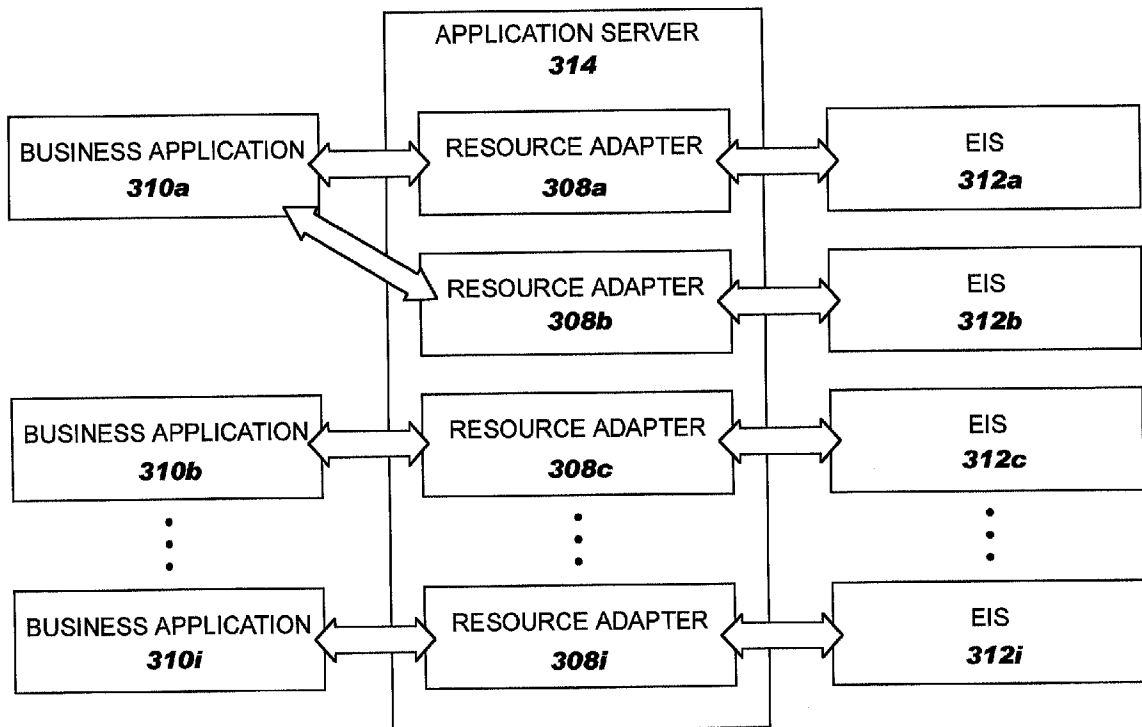 APPLICATION SERVER
314
BUSINESS APPLICATION
310a
RESOURCE ADAPTER
308a
EIS
312a
RESOURCE ADAPTER
308b
EIS
312b
BUSINESS APPLICATION
310b
RESOURCE ADAPTER
308c
EIS
312c
BUSINESS APPLICATION
310i
RESOURCE ADAPTER
308i
EIS
312i